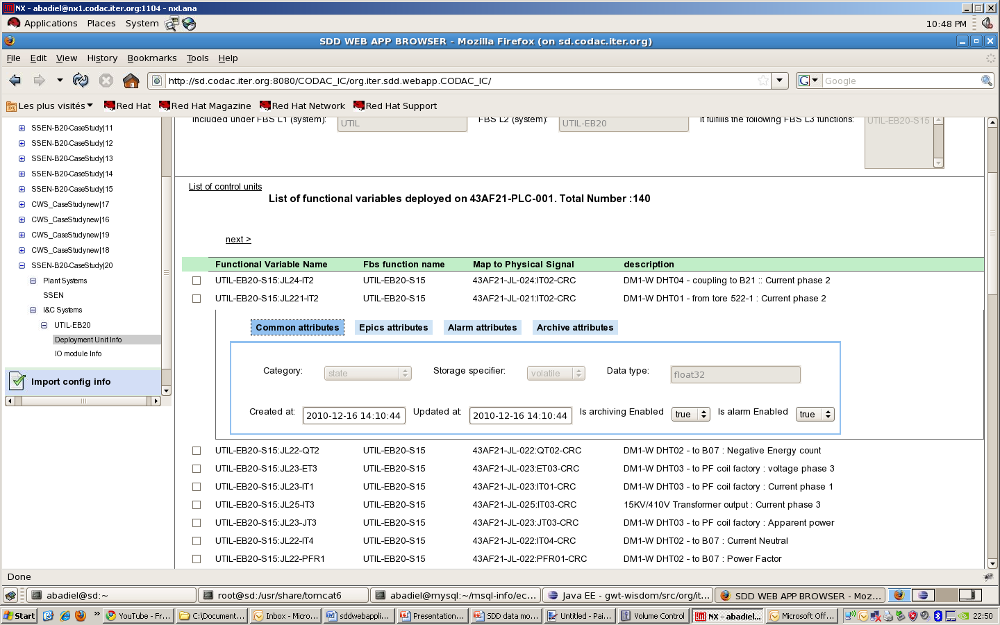 NX - abadiel@nx1.codac.iter.org:1104 - nxLana
Applications Places System 10:48 PM
SDD WEB APP BROWSER - Mozilla Firefox (on sd.codac.iter.org)
File Edit View History Bookmarks Tools Help
http://sd.codac.iter.org:8080/CODAC_IC/org.iter.sdd.webapp.CODAC_IC/
G Google
Les plus visités Red Hat Red Hat Magazine Red Hat Network Red Hat Support
SSEN-B20-CaseStudy|11
SSEN-B20-CaseStudy|12
SSEN-B20-CaseStudy|13
SSEN-B20-CaseStudy|14
SSEN-B20-CaseStudy|15
CWS_CaseStudynew|17
CWS_CaseStudynew|16
CWS_CaseStudynew|19
CWS_CaseStudynew|18
SSEN-B20-CaseStudy|20
Plant Systems
SSEN
I&C Systems
UTIL-EB20
Deployment Unit Info
IO module Info
Import config info
Included under FBS L1 (system): UTIL FBS L2 (system): UTIL-EB20 It fulfills the following FBS L3 functions: UTIL-EB20-S15
List of control units
List of functional variables deployed on 43AF21-PLC-001. Total Number :140
next >
Functional Variable Name Fbs function name Map to Physical Signal description
UTIL-EB20-S15:JL24-IT2 UTIL-EB20-S15 43AF21-JL-024:IT02-CRC DM1-W DHT04 - coupling to B21 :: Current phase 2
UTIL-EB20-S15:JL221-IT2 UTIL-EB20-S15 43AF21-JL-021:IT02-CRC DM1-W DHT01 - from tore 522-1 : Current phase 2
Common attributes Epics attributes Alarm attributes Archive attributes
Category: state Storage specifier: volatile Data type: float32
Created at: 2010-12-16 14:10:44 Updated at: 2010-12-16 14:10:44 Is archiving Enabled true Is alarm Enabled true
UTIL-EB20-S15:JL22-QT2 UTIL-EB20-S15 43AF21-JL-022:QT02-CRC DM1-W DHT02 - to B07 : Negative Energy count
UTIL-EB20-S15:JL23-ET3 UTIL-EB20-S15 43AF21-JL-023:ET03-CRC DM1-W DHT03 - to PF coil factory : voltage phase 3
UTIL-EB20-S15:JL23-IT1 UTIL-EB20-S15 43AF21-JL-023:IT01-CRC DM1-W DHT03 - to PF coil factory : Current phase 1
UTIL-EB20-S15:JL25-IT3 UTIL-EB20-S15 43AF21-JL-025:IT03-CRC 15KV/410V Transformer output : Current phase 3
UTIL-EB20-S15:JL23-JT3 UTIL-EB20-S15 43AF21-JL-023:JT03-CRC DM1-W DHT03 - to PF coil factory : Apparent power
UTIL-EB20-S15:JL22-IT4 UTIL-EB20-S15 43AF21-JL-022:IT04-CRC DM1-W DHT02 - to B07 : Current Neutral
UTIL-EB20-S15:JL22-PFR1 UTIL-EB20-S15 43AF21-JL-022:PFR01-CRC DM1-W DHT02 - to B07 : Power Factor
Done
abadiel@sd:~ root@sd:/usr/share/tomcat6 abadiel@mysql:~/msql-info/ec... Java EE - gwt-wisdom/src/org/it... SDD WEB APP BROWSER - Moz...
Start » YouTube - Fr... C:\Document... Inbox - Micro... sddwebappli... Presentation... SDD data mo... Untitled - Pai... Volume Control NX - abadiel... Microsoft Off... 22:50